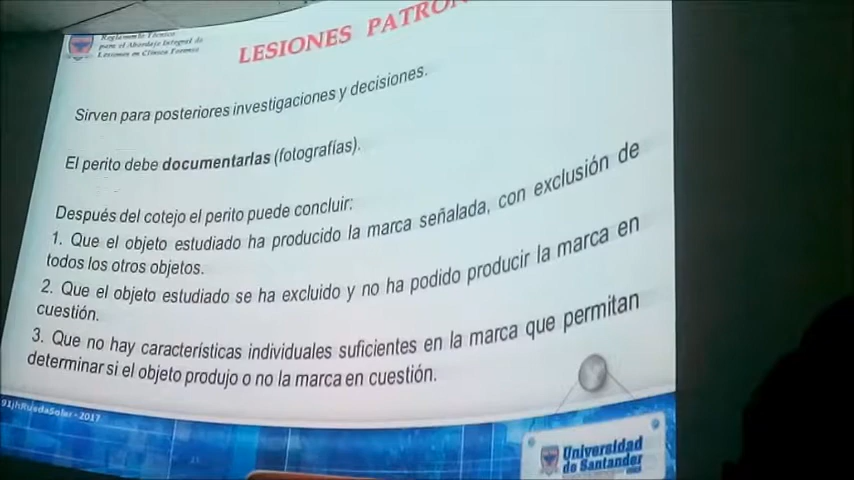 Reglamento Técnico
para el Abordaje Integral de
Lesiones en Clínica Forense
LESIONES PATRÓN
Sirven para posteriores investigaciones y decisiones.
El perito debe documentarlas (fotografías).
Después del cotejo el perito puede concluir:
1. Que el objeto estudiado ha producido la marca señalada, con exclusión de
todos los otros objetos.
2. Que el objeto estudiado se ha excluido y no ha podido producir la marca en
cuestión.
3. Que no hay características individuales suficientes en la marca que permitan
determinar si el objeto produjo o no la marca en cuestión.
2017
Universidad
de Santander